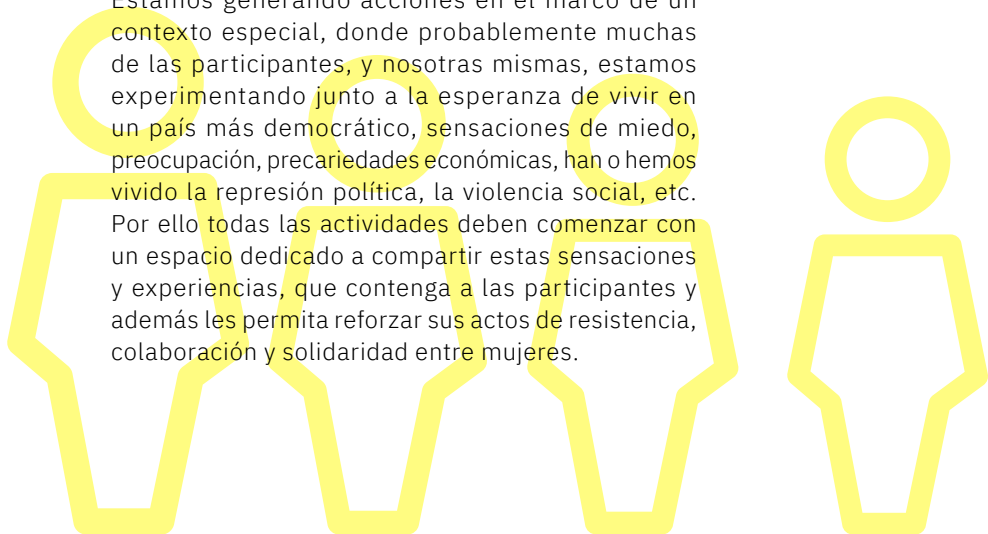 Estamos generando acciones en el marco de un
contexto especial, donde probablemente muchas
de las participantes, y nosotras mismas, estamos
experimentando junto a la esperanza de vivir en
un país más democrático, sensaciones de miedo,
preocupación, precariedades económicas, han o hemos
vivido la represión política, la violencia social, etc.
Por ello todas las actividades deben comenzar con
un espacio dedicado a compartir estas sensaciones
y experiencias, que contenga a las participantes y
además les permita reforzar sus actos de resistencia,
colaboración y solidaridad entre mujeres.